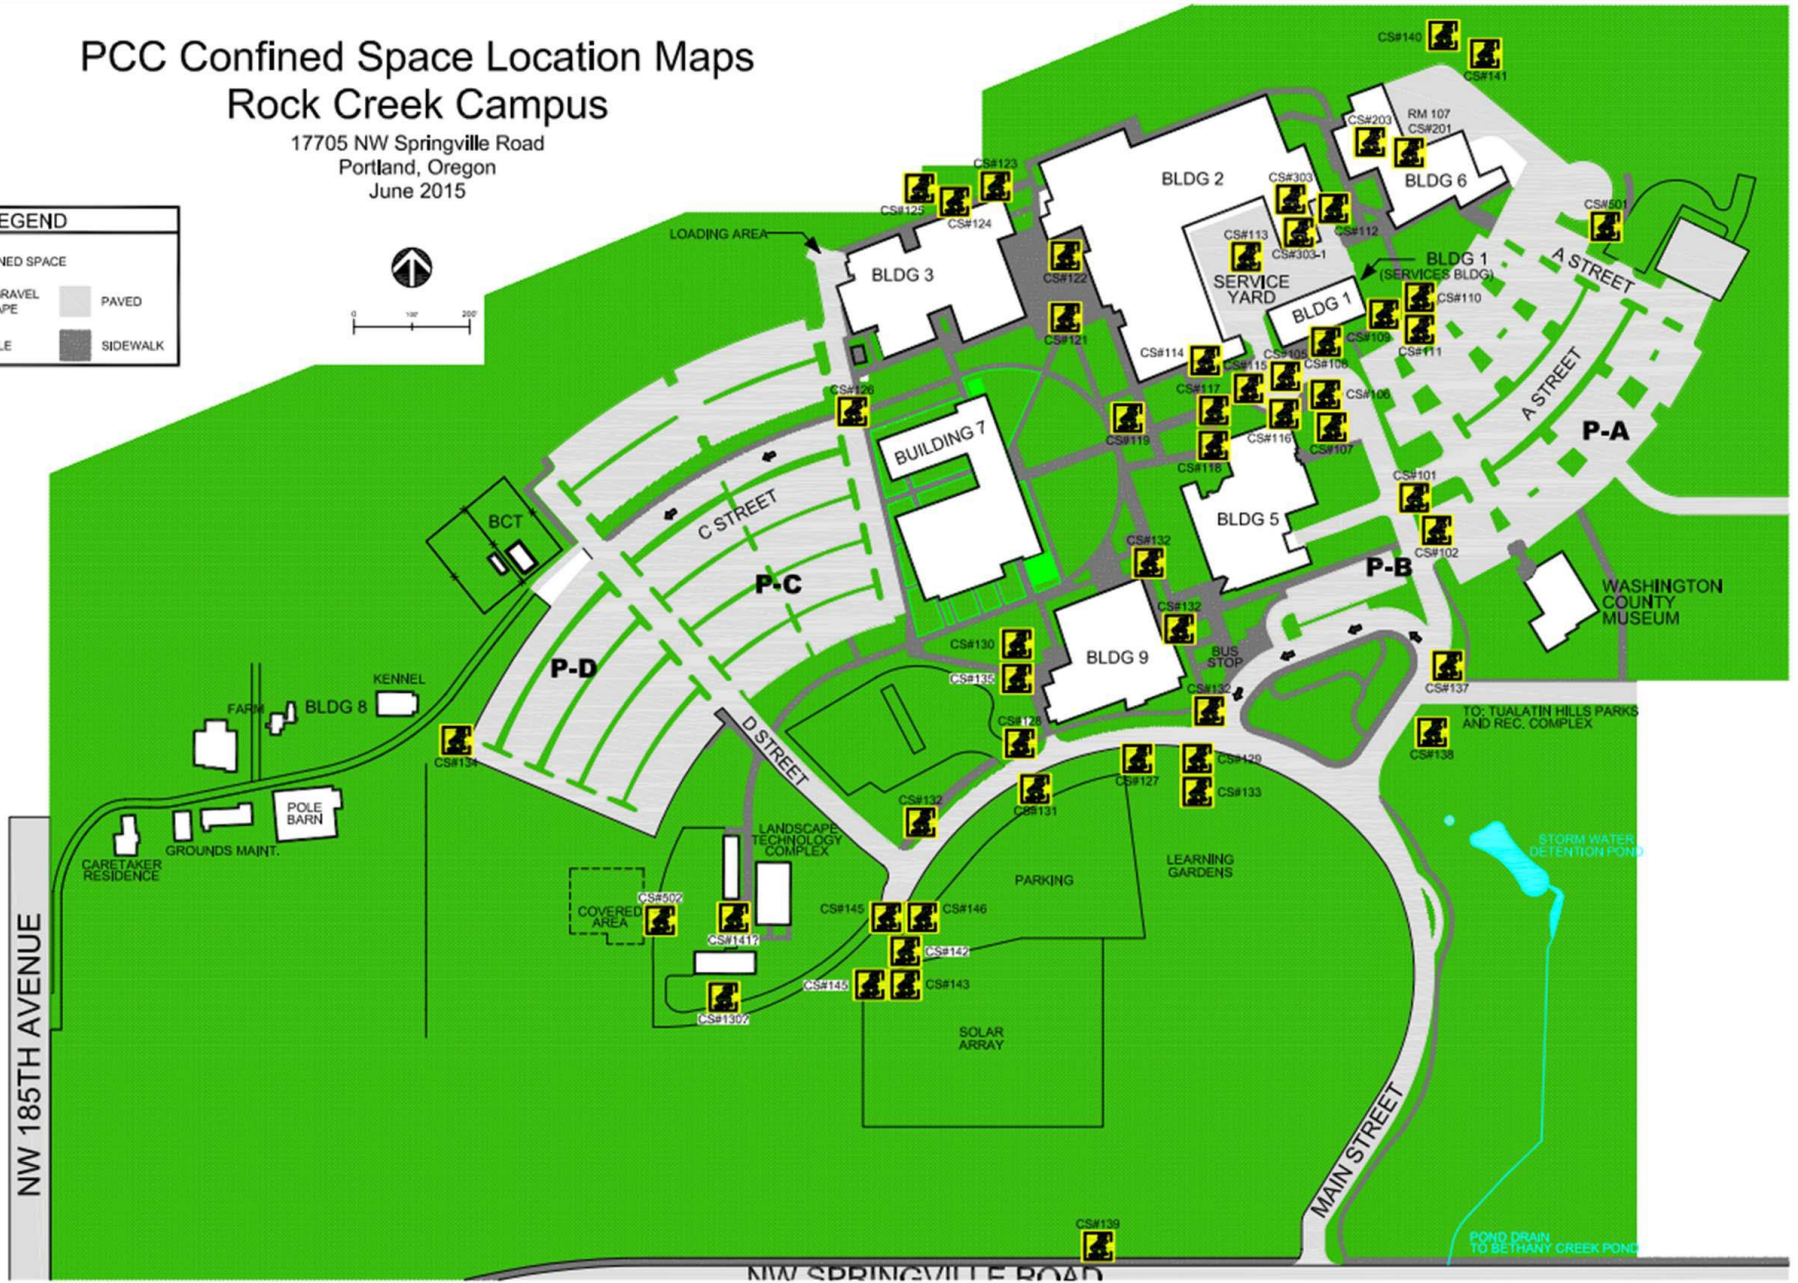 PCC Confined Space Location Maps
Rock Creek Campus
17705 NW Springville Road
Portland, Oregon
June 2015
EGEND
NED SPACE
RAVEL
APE
PAVED
LE
SIDEWALK
0 100' 200'
CS#140
CS#141
CS#203
RM 107
CS#201
BLDG 6
CS#123
CS#125
CS#124
BLDG 2
CS#303
CS#112
CS#501
LOADING AREA
BLDG 3
CS#122
CS#113
CS#303-1
SERVICE
YARD
BLDG 1
(SERVICES BLDG)
A STREET
BLDG 1
CS#110
CS#109
CS#111
CS#121
CS#114
CS#115
CS#105
CS#108
CS#117
CS#106
A STREET
CS#126
CS#119
CS#116
CS#107
P-A
BUILDING 7
CS#118
CS#101
C STREET
BCT
BLDG 5
CS#102
CS#132
P-B
P-C
WASHINGTON
COUNTY
MUSEUM
CS#132
CS#130
BLDG 9
BUS
STOP
P-D
CS#135
CS#137
KENNEL
FARM
BLDG 8
CS#132
TO: TUALATIN HILLS PARKS
AND REC. COMPLEX
CS#128
D STREET
CS#134
CS#138
CS#127
CS#129
CS#133
CS#132
CS#131
POLE
BARN
GROUNDS MAINT.
CARETAKER
RESIDENCE
LANDSCAPE
TECHNOLOGY
COMPLEX
STORM WATER
DETENTION POND
LEARNING
GARDENS
PARKING
CS#502
COVERED
AREA
CS#141?
CS#145
CS#146
CS#142
CS#145
CS#143
CS#130?
SOLAR
ARRAY
NW 185TH AVENUE
MAIN STREET
CS#139
POND DRAIN
TO BETHANY CREEK POND
NW SPRINGVILLE ROAD